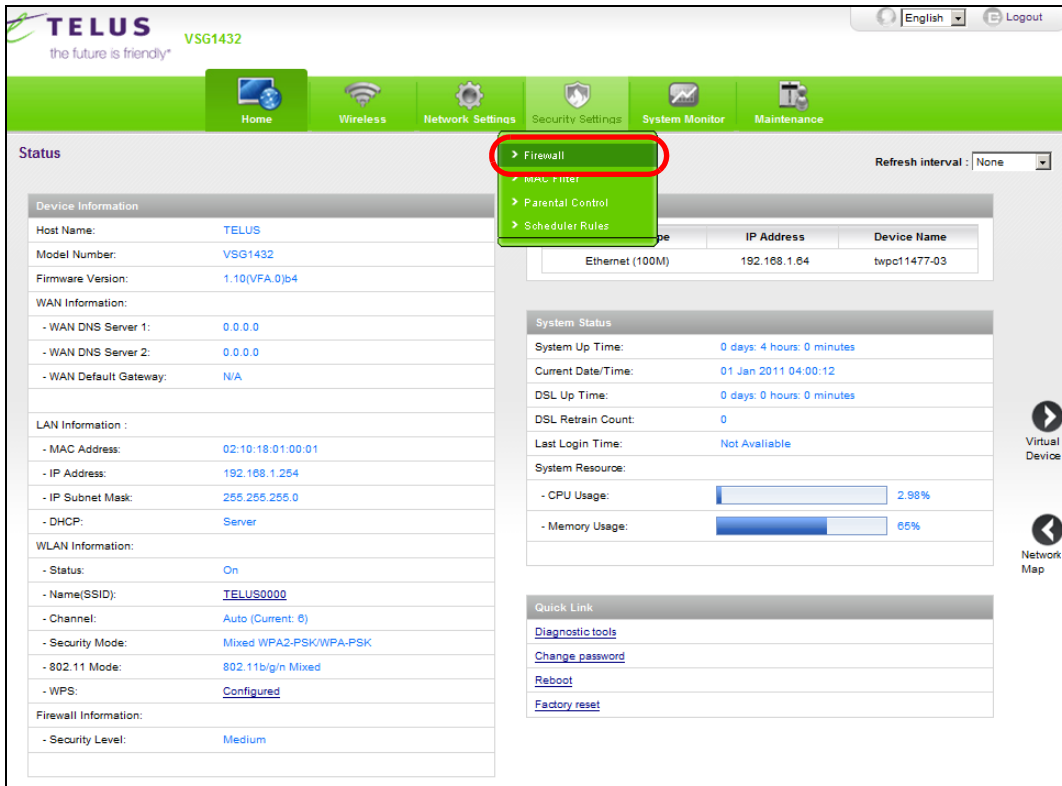 TELUS
the future is friendly*
VSG1432
English
Logout
Home
Wireless
Network Settings
Security Settings
System Monitor
Maintenance
Status
Firewall
MAC Filter
Parental Control
Scheduler Rules
Refresh interval : None
Device Information
Host Name: TELUS
Model Number: VSG1432
Firmware Version: 1.10(VFA.0)b4
WAN Information:
- WAN DNS Server 1: 0.0.0.0
- WAN DNS Server 2: 0.0.0.0
- WAN Default Gateway: N/A
LAN Information :
- MAC Address: 02:10:18:01:00:01
- IP Address: 192.168.1.254
- IP Subnet Mask: 255.255.255.0
- DHCP: Server
WLAN Information:
- Status: On
- Name(SSID): TELUS0000
- Channel: Auto (Current: 6)
- Security Mode: Mixed WPA2-PSK/WPA-PSK
- 802.11 Mode: 802.11b/g/n Mixed
- WPS: Configured
Firewall Information:
- Security Level: Medium
IP Address Device Name
Ethernet (100M) 192.168.1.64 twpc11477-03
System Status
System Up Time: 0 days: 4 hours: 0 minutes
Current Date/Time: 01 Jan 2011 04:00:12
DSL Up Time: 0 days: 0 hours: 0 minutes
DSL Retrain Count: 0
Last Login Time: Not Avaliable
System Resource:
- CPU Usage: 2.98%
- Memory Usage: 65%
Quick Link
Diagnostic tools
Change password
Reboot
Factory reset
Virtual
Device
Network
Map